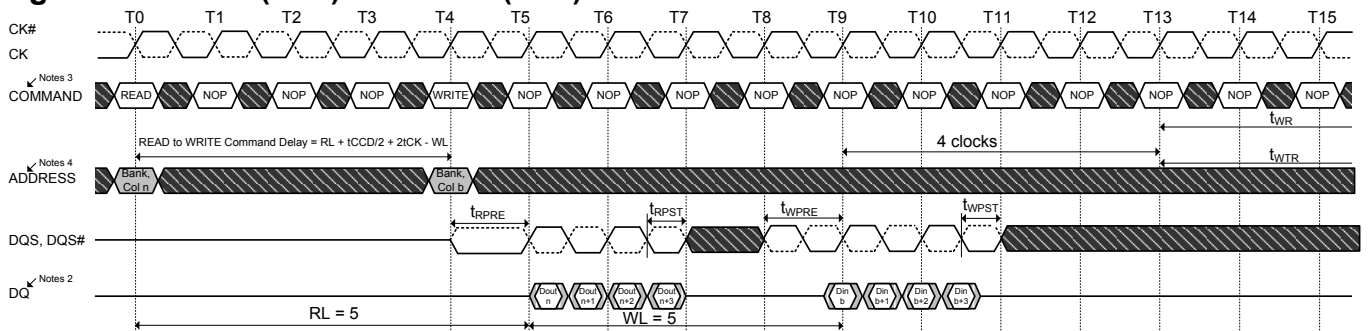 T0 T1 T2 T3 T4 T5 T6 T7 T8 T9 T10 T11 T12 T13 T14 T15
CK#
CK
Notes 3
COMMAND READ NOP NOP NOP WRITE NOP NOP NOP NOP NOP NOP NOP NOP NOP NOP NOP
tWR
READ to WRITE Command Delay = RL + tCCD/2 + 2tCK - WL
4 clocks
tWTR
Notes 4
ADDRESS
Bank, Col n
Bank, Col b
tRPRE tRPST tWPRE tWPST
DQS, DQS#
Notes 2
DQ
Dout n
Dout n+1
Dout n+2
Dout n+3
Din b
Din b+1
Din b+2
Din b+3
RL = 5 WL = 5